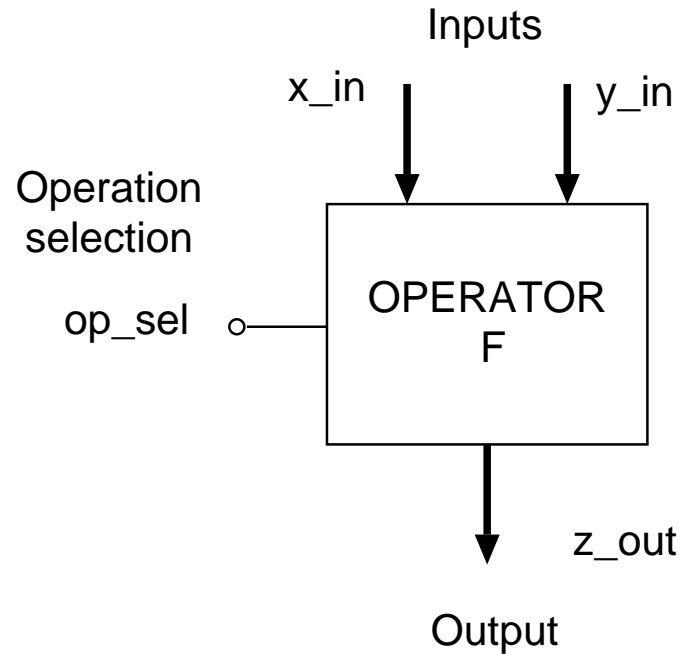 Inputs
x_in
y_in
Operation
selection
op_sel
OPERATOR
F
z_out
Output